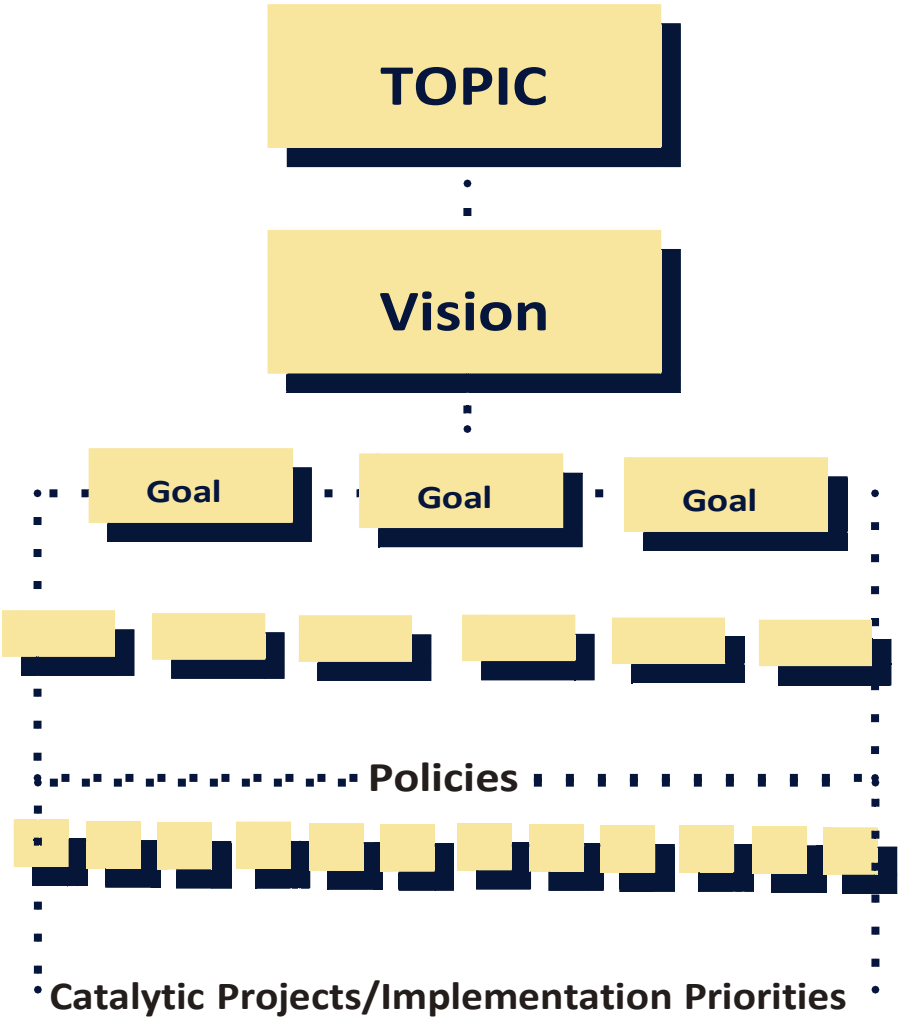 TOPIC
Vision
Goal
Goal
Goal
Policies
Catalytic Projects/Implementation Priorities